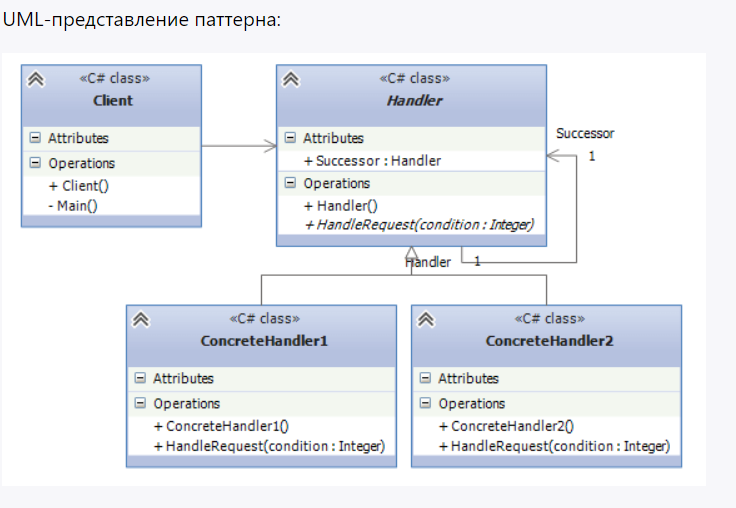 UML-представление паттерна:
«C# class»
Client
Attributes
Operations
+ Client()
- Main()
«C# class»
Handler
Attributes
+ Successor : Handler
Operations
+ Handler()
+ HandleRequest(condition : Integer)
Successor
1
Handler
1
«C# class»
ConcreteHandler1
Attributes
Operations
+ ConcreteHandler1()
+ HandleRequest(condition : Integer)
«C# class»
ConcreteHandler2
Attributes
Operations
+ ConcreteHandler2()
+ HandleRequest(condition : Integer)